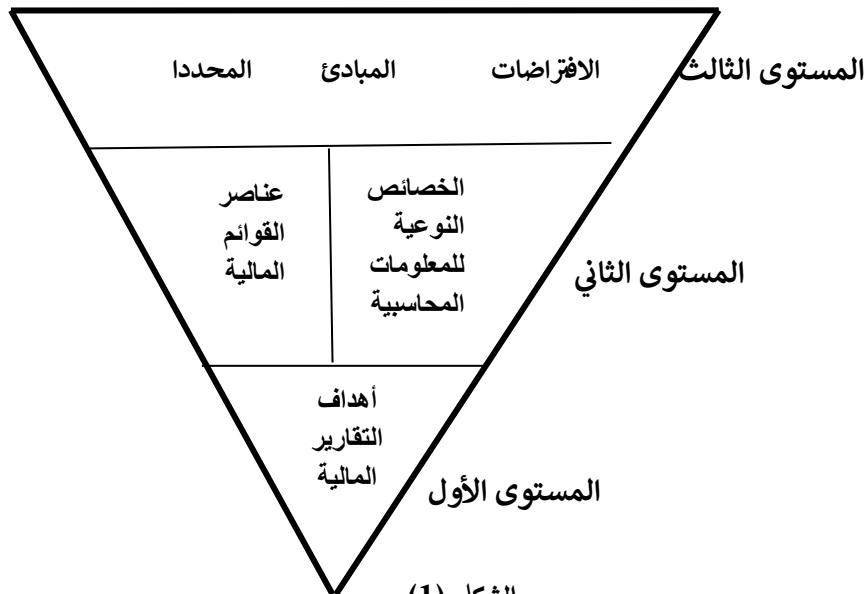 المستوى الثالث
الافتراضات المبادئ المحددا
الخصائص
النوعية
للمعلومات
المحاسبية
عناصر
القوائم
المالية
المستوى الثاني
أهداف
التقارير
المالية
المستوى الأول
(1)